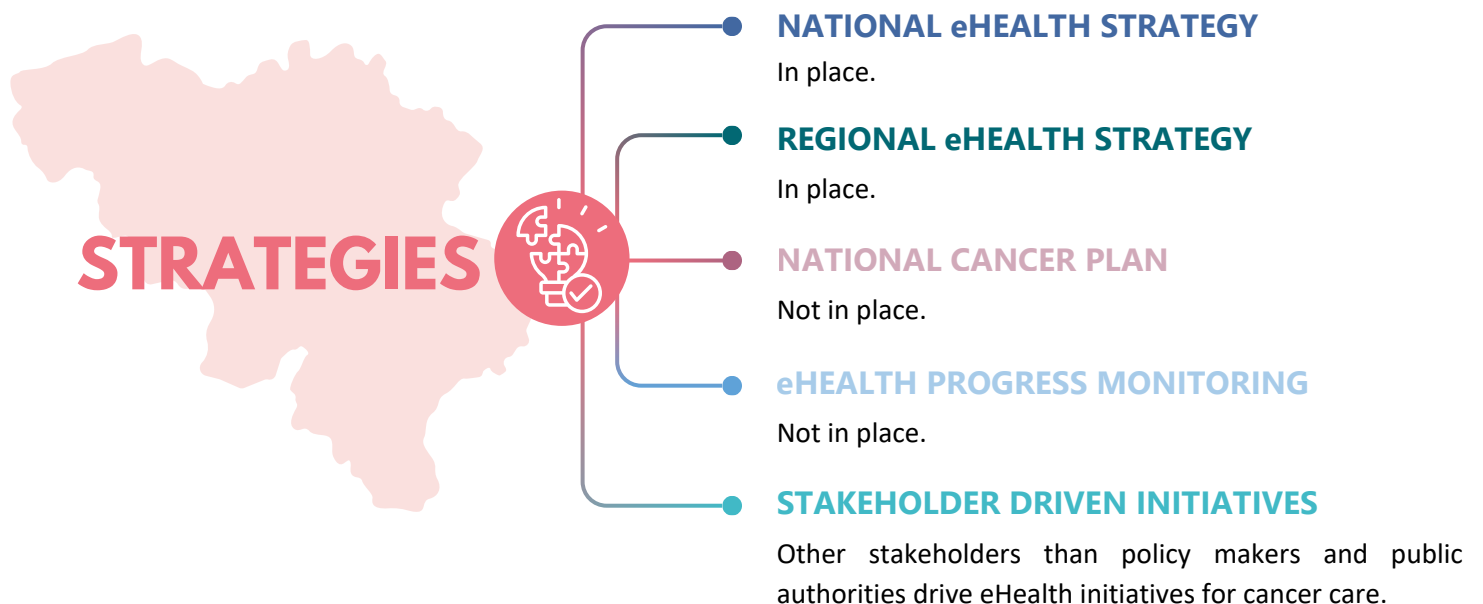 STRATEGIES
NATIONAL eHEALTH STRATEGY
In place.
REGIONAL eHEALTH STRATEGY
In place.
NATIONAL CANCER PLAN
Not in place.
eHEALTH PROGRESS MONITORING
Not in place.
STAKEHOLDER DRIVEN INITIATIVES
Other stakeholders than policy makers and public
authorities drive eHealth initiatives for cancer care.